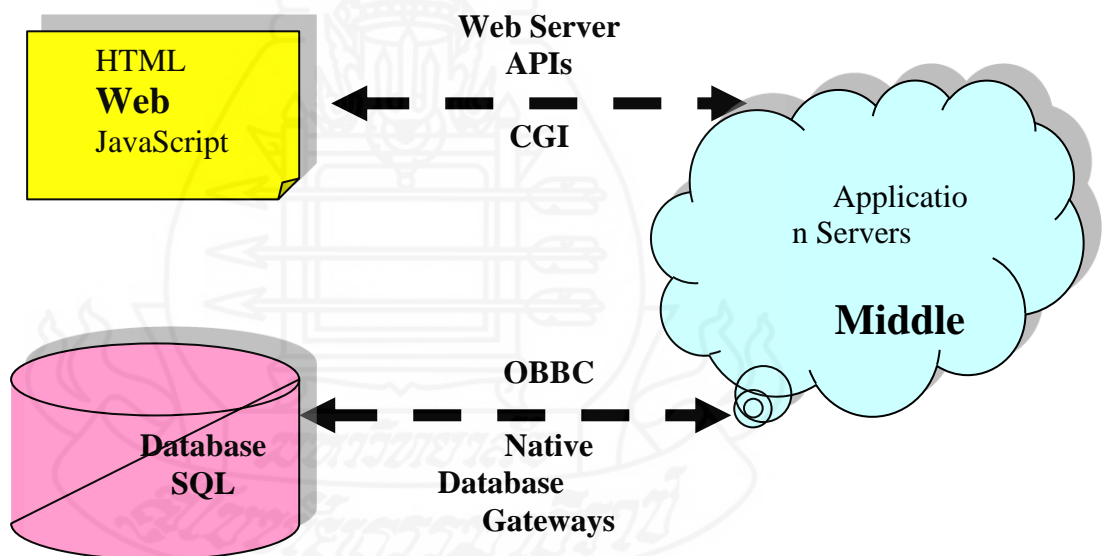 Web Server
APIs
HTML
Web
JavaScript
CGI
Applicatio
n Servers
Middle
OBBC
Database
SQL
Native
Database
Gateways